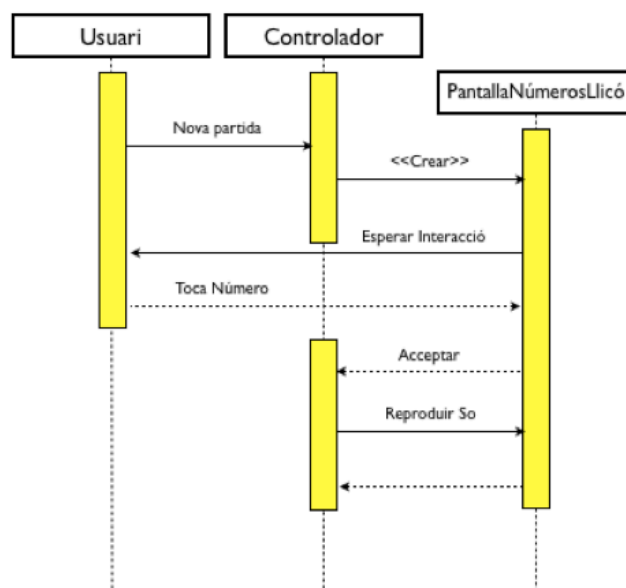 Usuari
Controlador
PantallaNúmerosLlicó
Nova partida
<<Crear>>
Esperar Interacció
Toca Número
Acceptar
Reproduir So